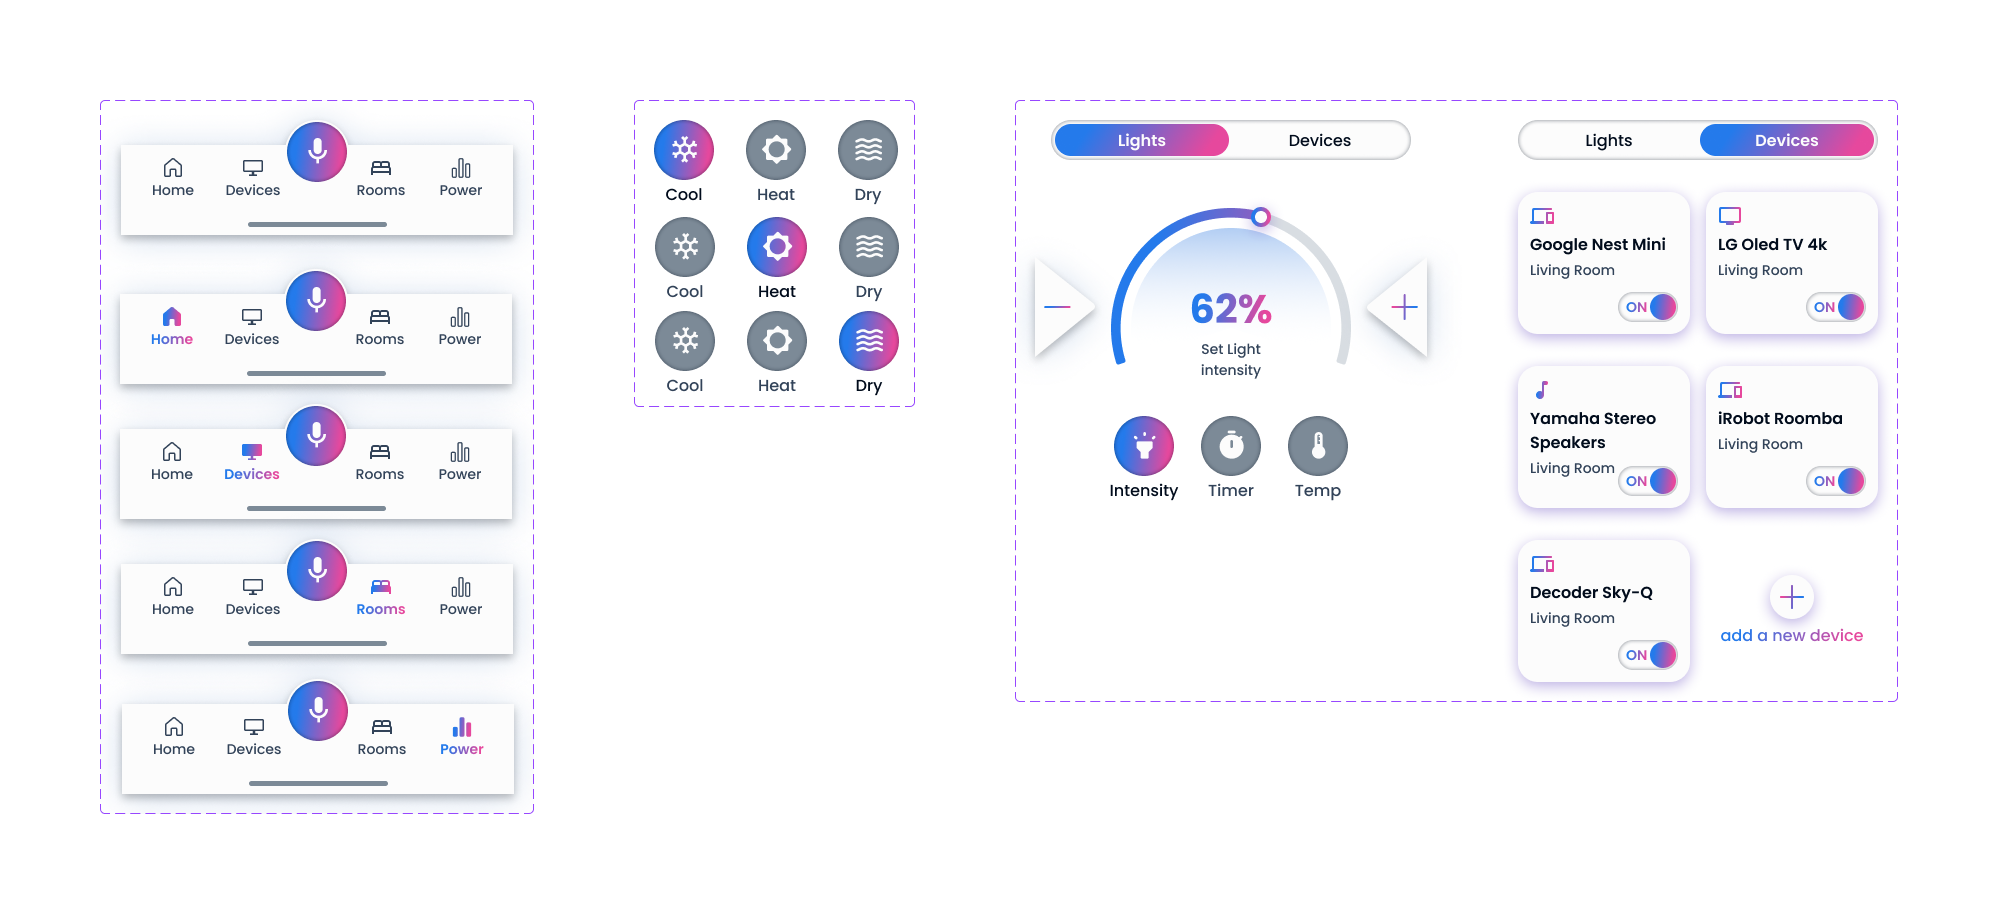 Home Devices Rooms Power
Home Devices Rooms Power
Home Devices Rooms Power
Home Devices Rooms Power
Home Devices Rooms Power
Cool Heat Dry
Cool Heat Dry
Cool Heat Dry
Lights Devices
62%
Set Light
intensity
Intensity Timer Temp
Lights Devices
Google Nest Mini
Living Room
ON
LG Oled TV 4k
Living Room
ON
Yamaha Stereo
Speakers
Living Room
ON
iRobot Roomba
Living Room
ON
Decoder Sky-Q
Living Room
ON
add a new device